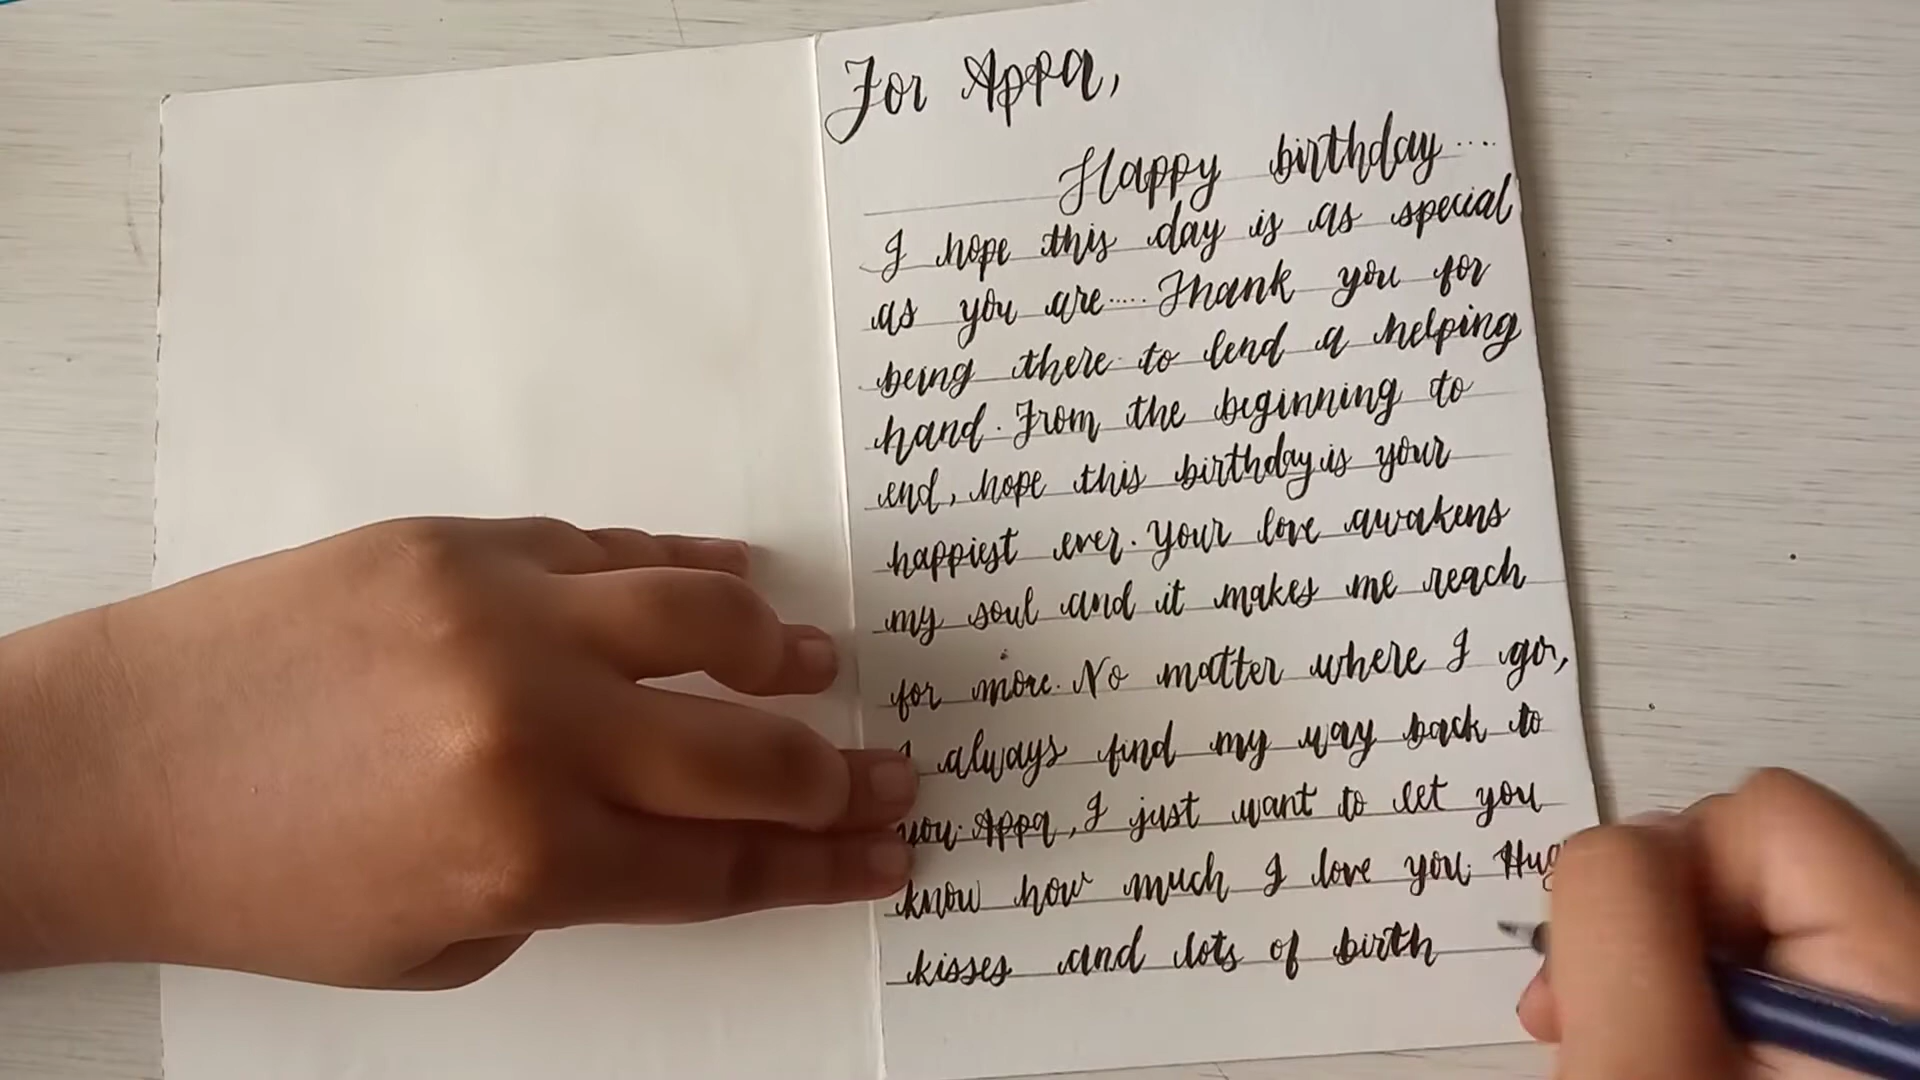 For Appa,
Happy birthday....
I hope this day is as special
as you are..... Thank you for
being there to lend a helping
hand. From the beginning to
end, hope this birthday is your
happiest ever. Your love awakens
my soul and it makes me reach
for more. No matter where I go,
I always find my way back to
you. Appa, I just want to let you
know how much I love you. Hug
kisses and lots of birth